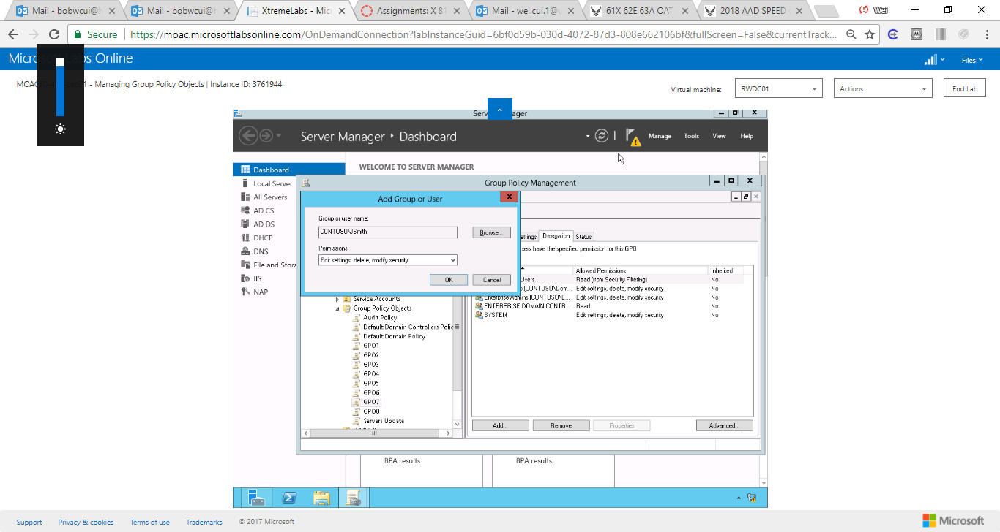 Mail - bobwcui@h
Mail - bobwcui@h
XtremeLabs - Mic
Assignments: X 81
Mail - wei.cui.1@u
61X 62E 63A OAT
2018 AAD SPEED
Wei
Secure
https://moac.microsoftlabsonline.com/OnDemandConnection?labInstanceGuid=6bf0d59b-030d-4072-87d3-808e662106bf&fullScreen=False&currentTrack...
Labs Online
Files
- Managing Group Policy Objects | Instance ID: 3761944
Virtual machine:
RWDC01
Actions
End Lab
Server Manager • Dashboard
Manage
Tools
View
Help
Dashboard
Local Server
All Servers
AD CS
AD DS
DHCP
DNS
File and Stora
IIS
NAP
WELCOME TO SERVER MANAGER
Group Policy Management
Add Group or User
Group or user name:
CONTOSO\JSmith
Browse...
Permissions:
Edit settings, delete, modify security
OK
Cancel
ettings
Delegation
Status
sers have the specified permission for this GPO
Allowed Permissions
Inherited
Users
Read (from Security Filtering)
No
s (CONTOSO\Dom...
Edit settings, delete, modify security
No
Enterprise Admins (CONTOSO\E...
Edit settings, delete, modify security
No
ENTERPRISE DOMAIN CONTR...
Read
No
SYSTEM
Edit settings, delete, modify security
No
Service Accounts
Group Policy Objects
Audit Policy
Default Domain Controllers Polic
Default Domain Policy
GPO1
GPO2
GPO3
GPO4
GPO5
GPO6
GPO7
GPO8
Servers Update
Add...
Remove
Properties
Advanced...
BPA results
BPA results
Support
Privacy & cookies
Terms of use
Trademarks
© 2017 Microsoft
Microsoft